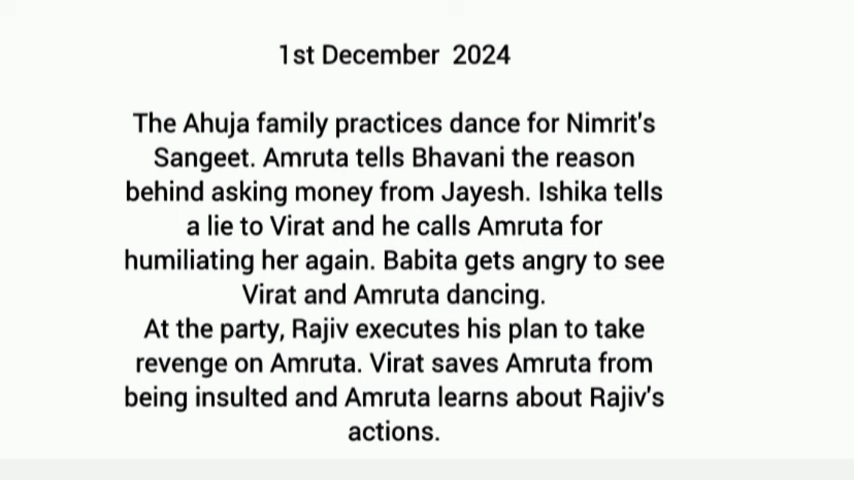 1st December 2024
The Ahuja family practices dance for Nimrit's
Sangeet. Amruta tells Bhavani the reason
behind asking money from Jayesh. Ishika tells
a lie to Virat and he calls Amruta for
humiliating her again. Babita gets angry to see
Virat and Amruta dancing.
At the party, Rajiv executes his plan to take
revenge on Amruta. Virat saves Amruta from
being insulted and Amruta learns about Rajiv's
actions.